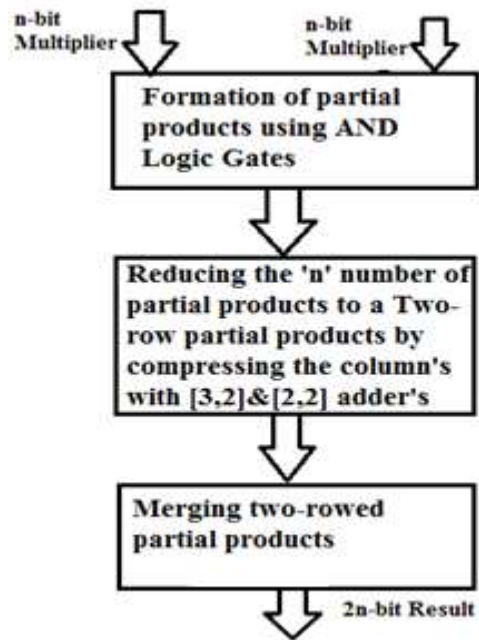 n-bit
Multiplier
n-bit
Multiplier
Formation of partial
products using AND
Logic Gates
Reducing the 'n' number of
partial products to a Two-
row partial products by
compressing the column's
with [3,2]&[2,2] adder's
Merging two-rowed
partial products
2n-bit Result